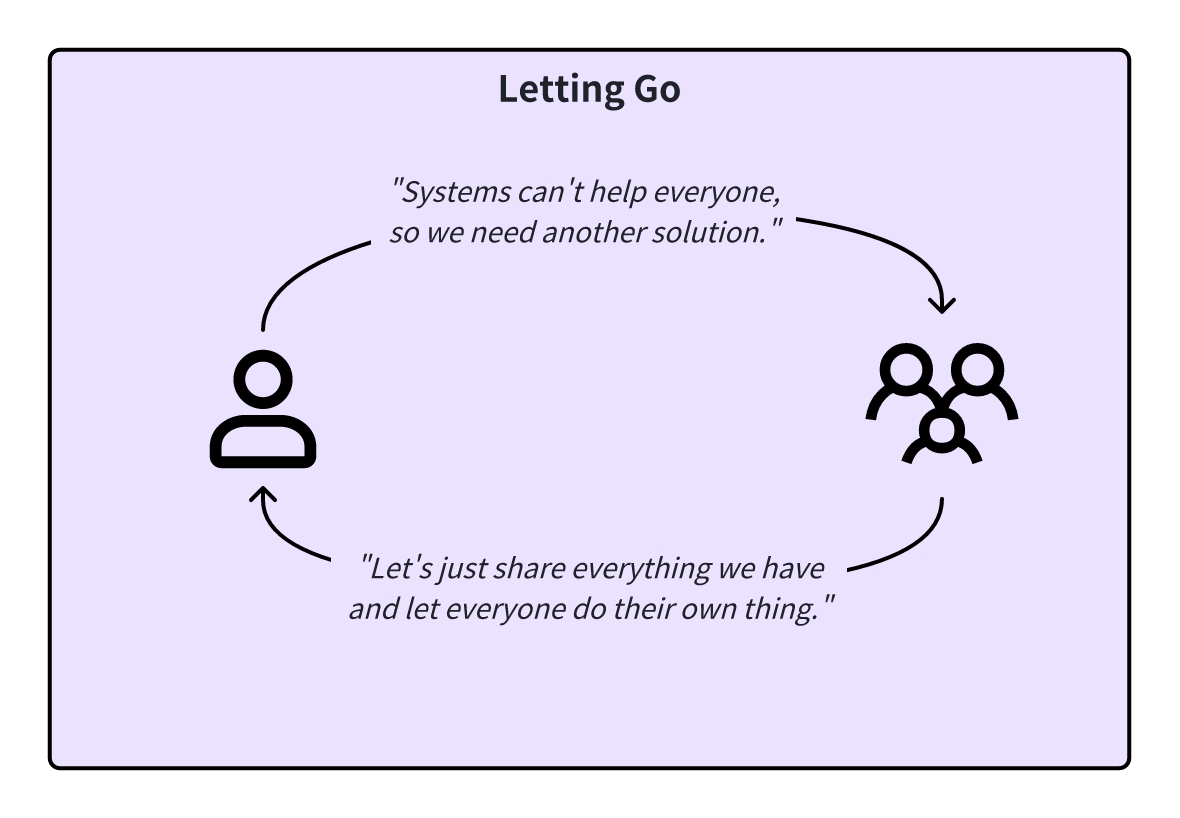 Letting Go
"Systems can't help everyone,
so we need another solution."
"Let's just share everything we have
and let everyone do their own thing."